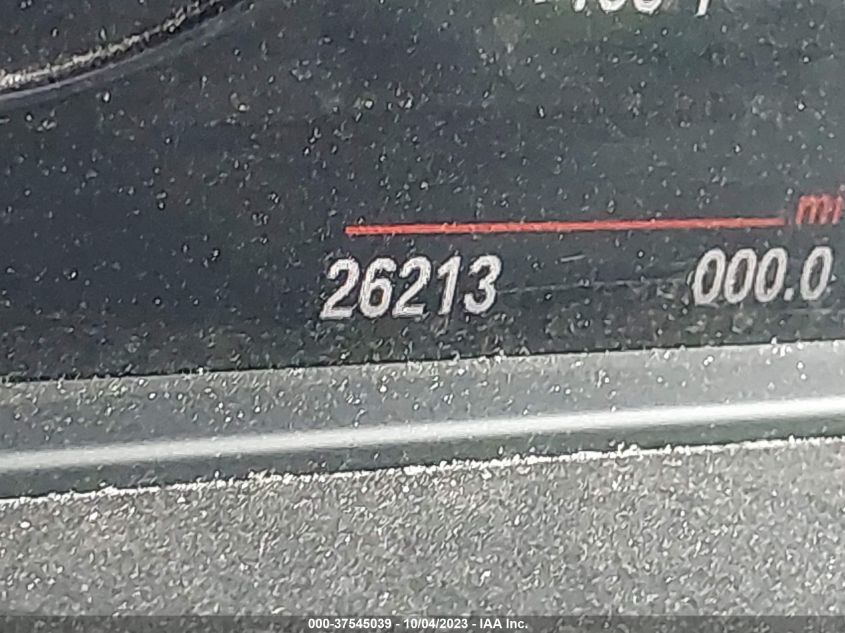 mi
26213 000.0
000-37545039 - 10/04/2023 - IAA Inc.